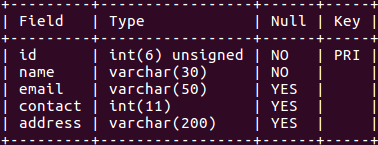 +---------+-----------------+------+-----+
| Field   | Type            | Null | Key |
+---------+-----------------+------+-----+
| id      | int(6) unsigned | NO   | PRI |
| name    | varchar(30)     | NO   |     |
| email   | varchar(50)     | YES  |     |
| contact | int(11)         | YES  |     |
| address | varchar(200)    | YES  |     |
+---------+-----------------+------+-----+